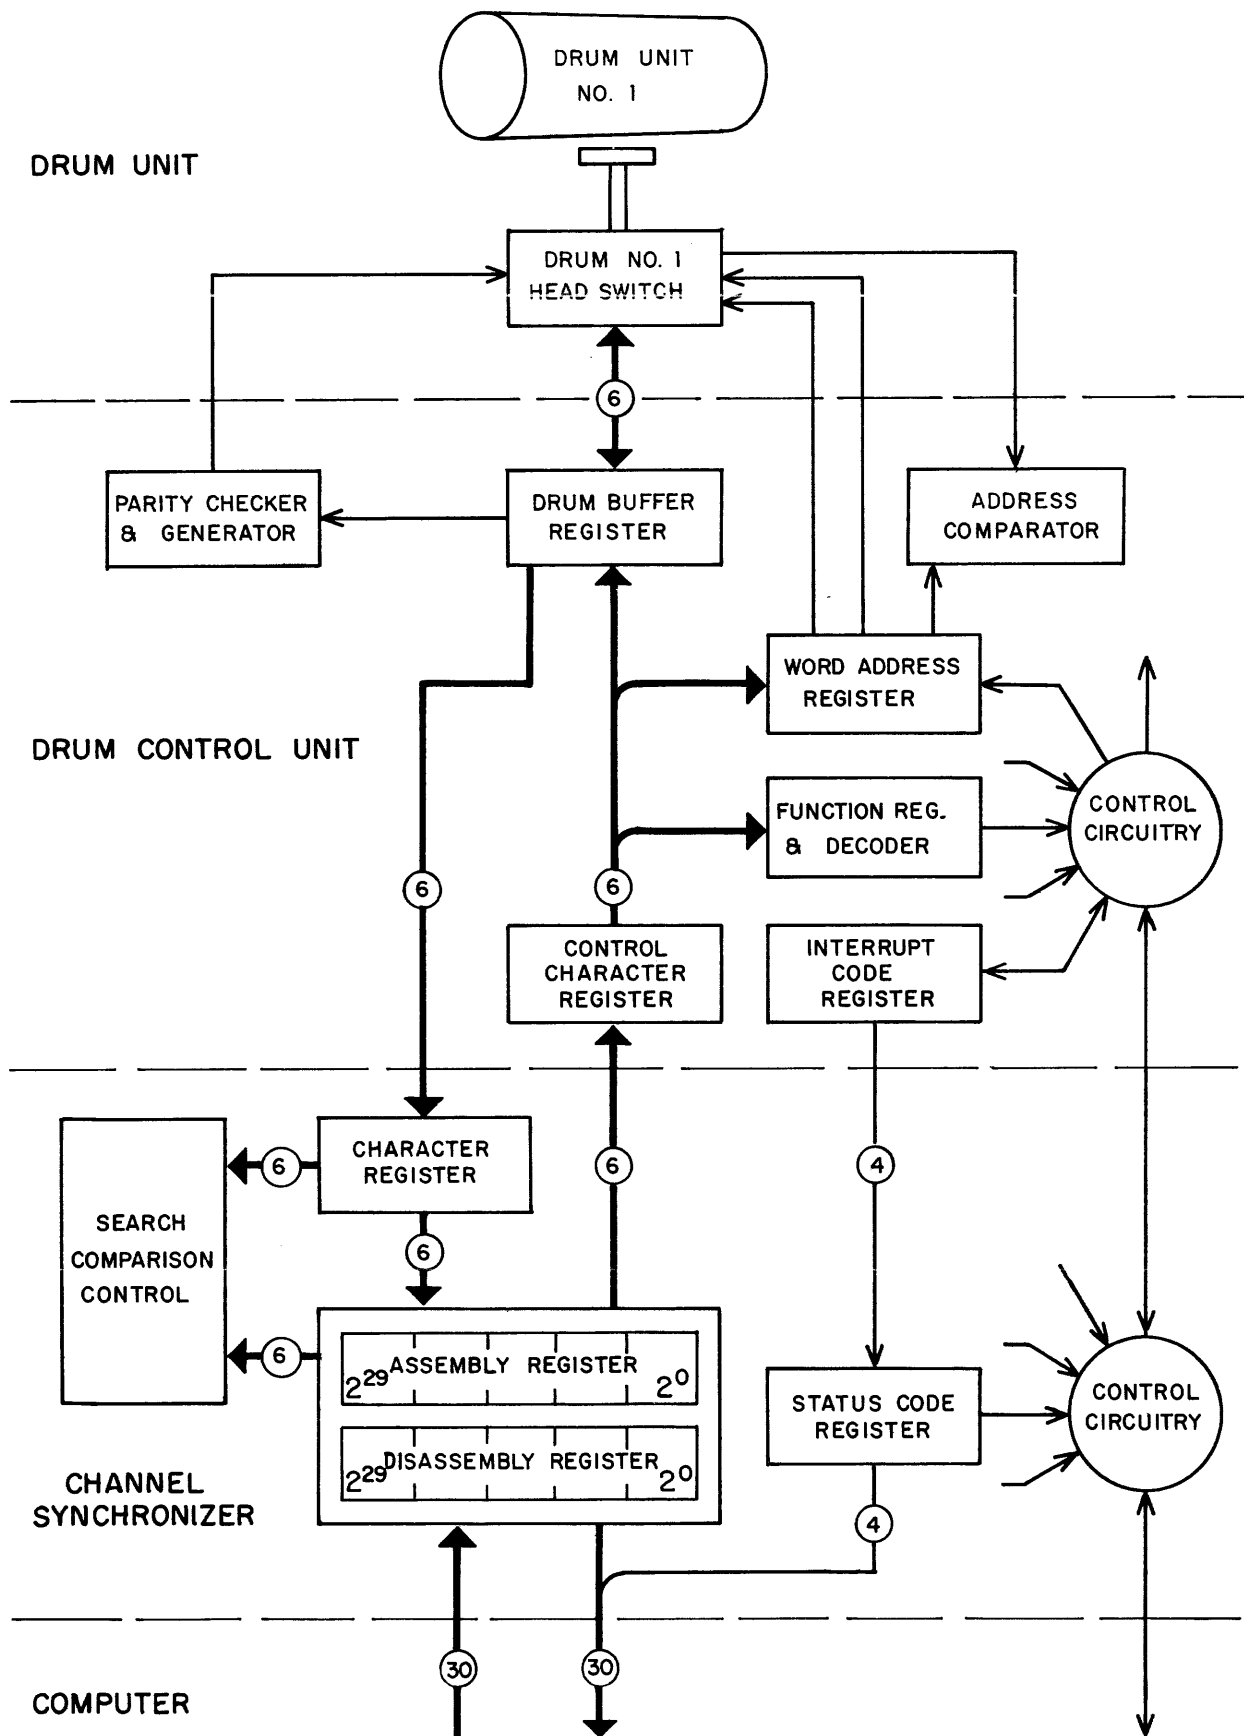 DRUM UNIT
NO. 1
DRUM UNIT
DRUM NO. 1
HEAD SWITCH
6
PARITY CHECKER
& GENERATOR
DRUM BUFFER
REGISTER
ADDRESS
COMPARATOR
WORD ADDRESS
REGISTER
DRUM CONTROL UNIT
FUNCTION REG.
& DECODER
CONTROL
CIRCUITRY
6
6
CONTROL
CHARACTER
REGISTER
INTERRUPT
CODE
REGISTER
CHARACTER
REGISTER
6
6
4
SEARCH
COMPARISON
CONTROL
6
6
2^29 ASSEMBLY REGISTER 2^0
2^29 DISASSEMBLY REGISTER 2^0
STATUS CODE
REGISTER
CONTROL
CIRCUITRY
CHANNEL
SYNCHRONIZER
4
30
30
COMPUTER